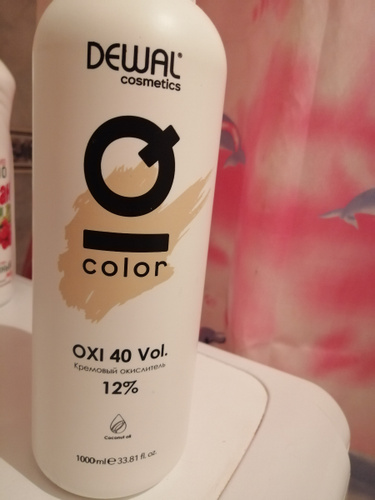 DEWAL
cosmetics
IQ
color
OXI 40 Vol.
Кремовый окислитель
12%
Coconut oil
1000ml ℮ 33.81 fl. oz.